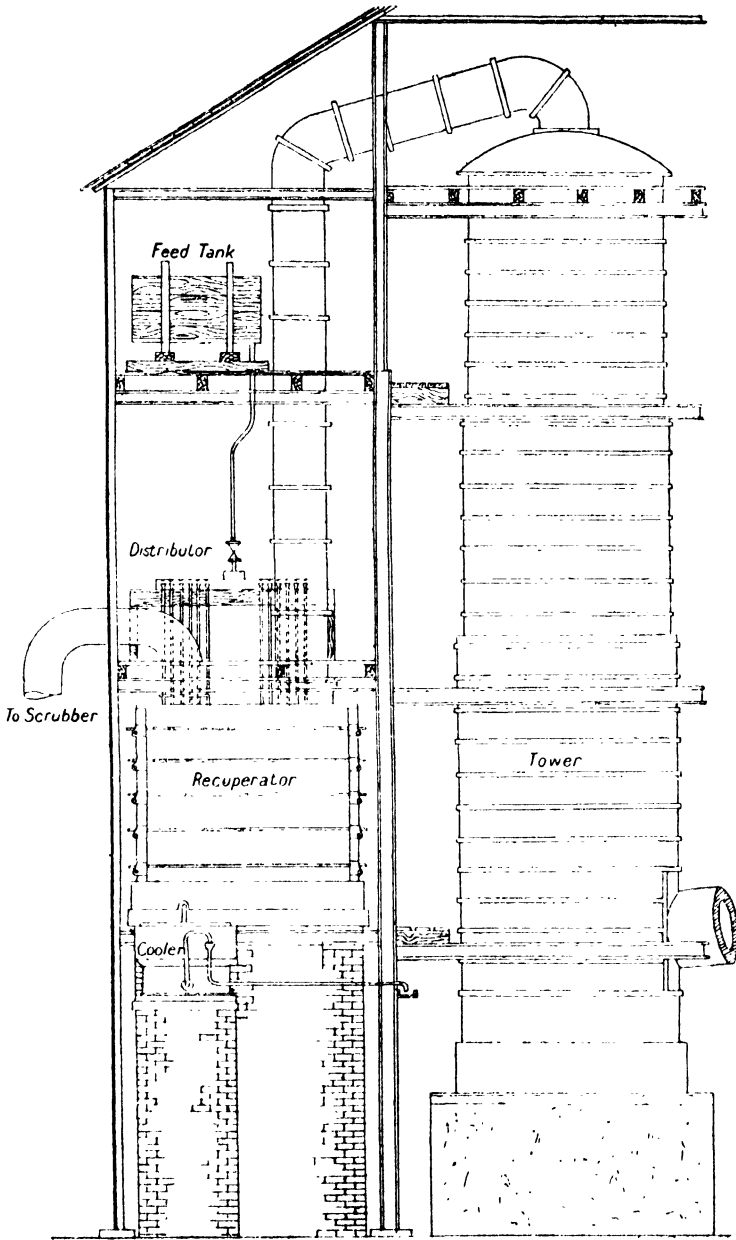 Feed Tank
Distributor
To Scrubber
Recuperator
Tower
Cooler